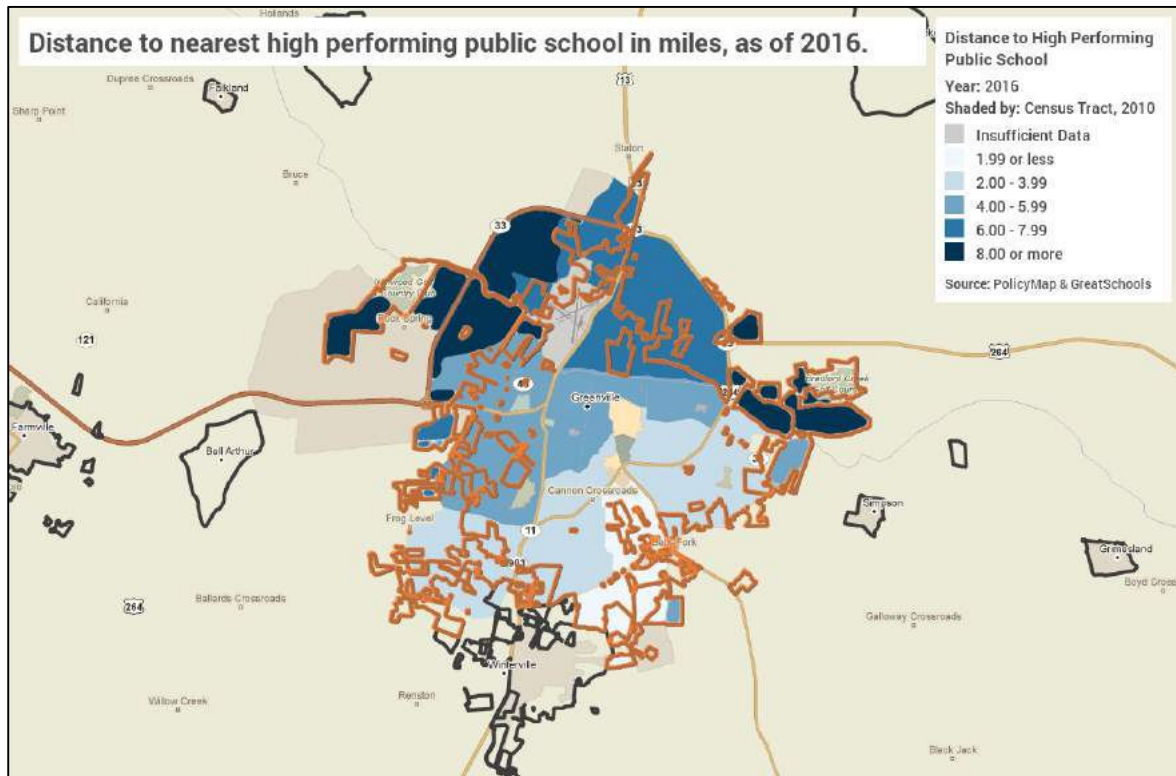 Hollands
Distance to nearest high performing public school in miles, as of 2016.
Distance to High Performing
Public School
Year: 2016
Shaded by: Census Tract, 2010
Insufficient Data
1.99 or less
2.00 - 3.99
4.00 - 5.99
6.00 - 7.99
8.00 or more
Source: PolicyMap & GreatSchools
Dupree Crossroads
Falkland
13
Sharp Point
Staton
Bruce
33
California
121
264
Greenville
Farmville
Bell Arthur
Cannon Crossroads
Frog Level
11
Simpson
Grimesland
Ballards Crossroads
264
Galloway Crossroads
Winterville
Willow Creek
Renston
Black Jack